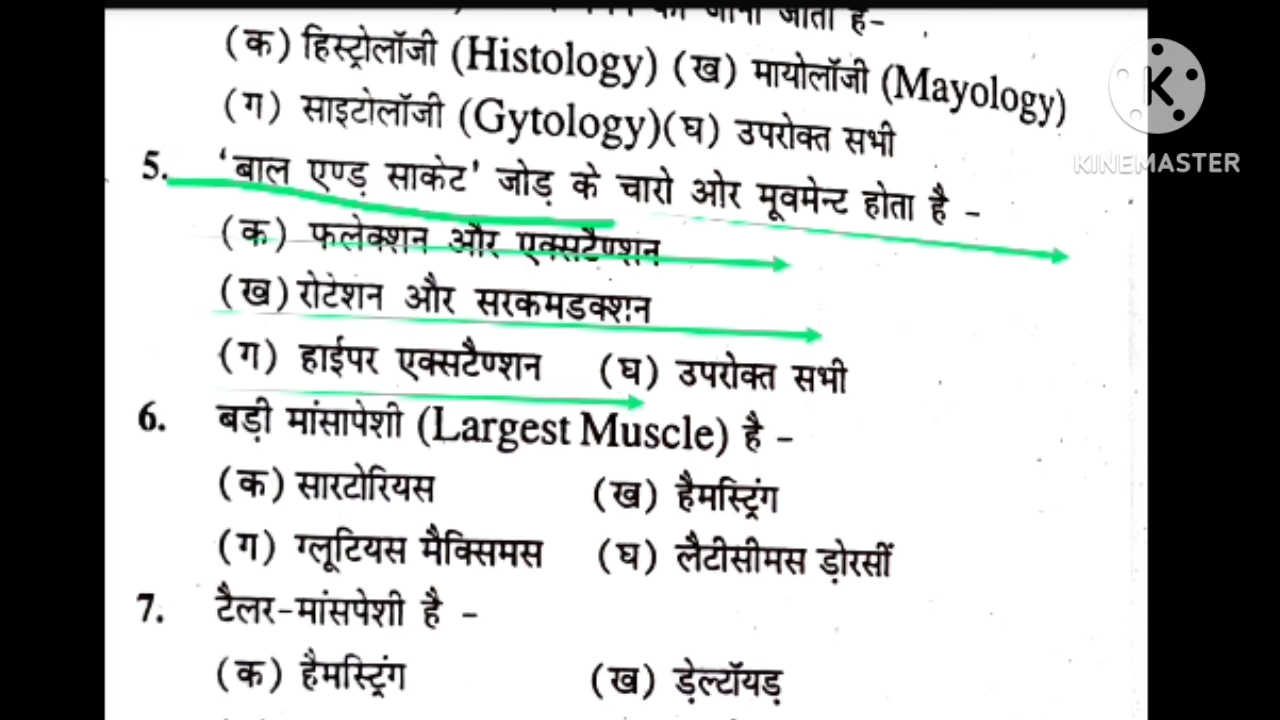 जाता है-
(क) हिस्ट्रोलॉजी (Histology) (ख) मायोलॉजी (Mayology)
(ग) साइटोलॉजी (Gytology)(घ) उपरोक्त सभी
5. 'बाल एण्ड़ साकेट' जोड़ के चारो ओर मूवमेन्ट होता है -
(क) फलेक्शन और एक्सटैण्शन
(ख) रोटेशन और सरकमडक्शन
(ग) हाईपर एक्सटैण्शन (घ) उपरोक्त सभी
6. बड़ी मांसापेशी (Largest Muscle) है -
(क) सारटोरियस (ख) हैमस्ट्रिंग
(ग) ग्लूटियस मैक्सिमस (घ) लैटीसीमस ड़ोरसीं
7. टैलर-मांसपेशी है -
(क) हैमस्ट्रिंग (ख) ड़ेल्टॉयड़
K
KINEMASTER